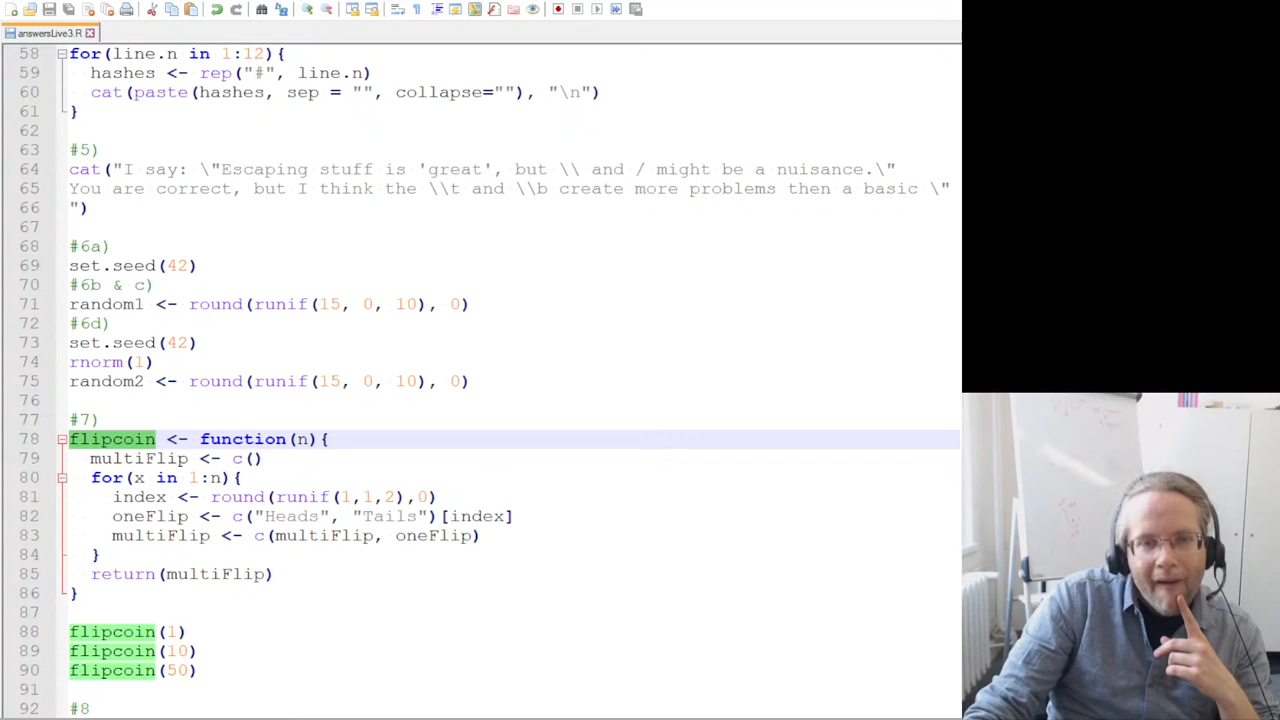 answersLive3.R
58 for(line.n in 1:12){
59 hashes <- rep("#", line.n)
60 cat(paste(hashes, sep = "", collapse=""), "\n")
61 }
62
63 #5)
64 cat("I say: \"Escaping stuff is 'great', but \\ and / might be a nuisance.\"
65 You are correct, but I think the \\t and \\b create more problems then a basic \"
66 ")
67
68 #6a)
69 set.seed(42)
70 #6b & c)
71 random1 <- round(runif(15, 0, 10), 0)
72 #6d)
73 set.seed(42)
74 rnorm(1)
75 random2 <- round(runif(15, 0, 10), 0)
76
77 #7)
78 flipcoin <- function(n){
79 multiFlip <- c()
80 for(x in 1:n){
81 index <- round(runif(1,1,2),0)
82 oneFlip <- c("Heads", "Tails")[index]
83 multiFlip <- c(multiFlip, oneFlip)
84 }
85 return(multiFlip)
86 }
87
88 flipcoin(1)
89 flipcoin(10)
90 flipcoin(50)
91
92 #8